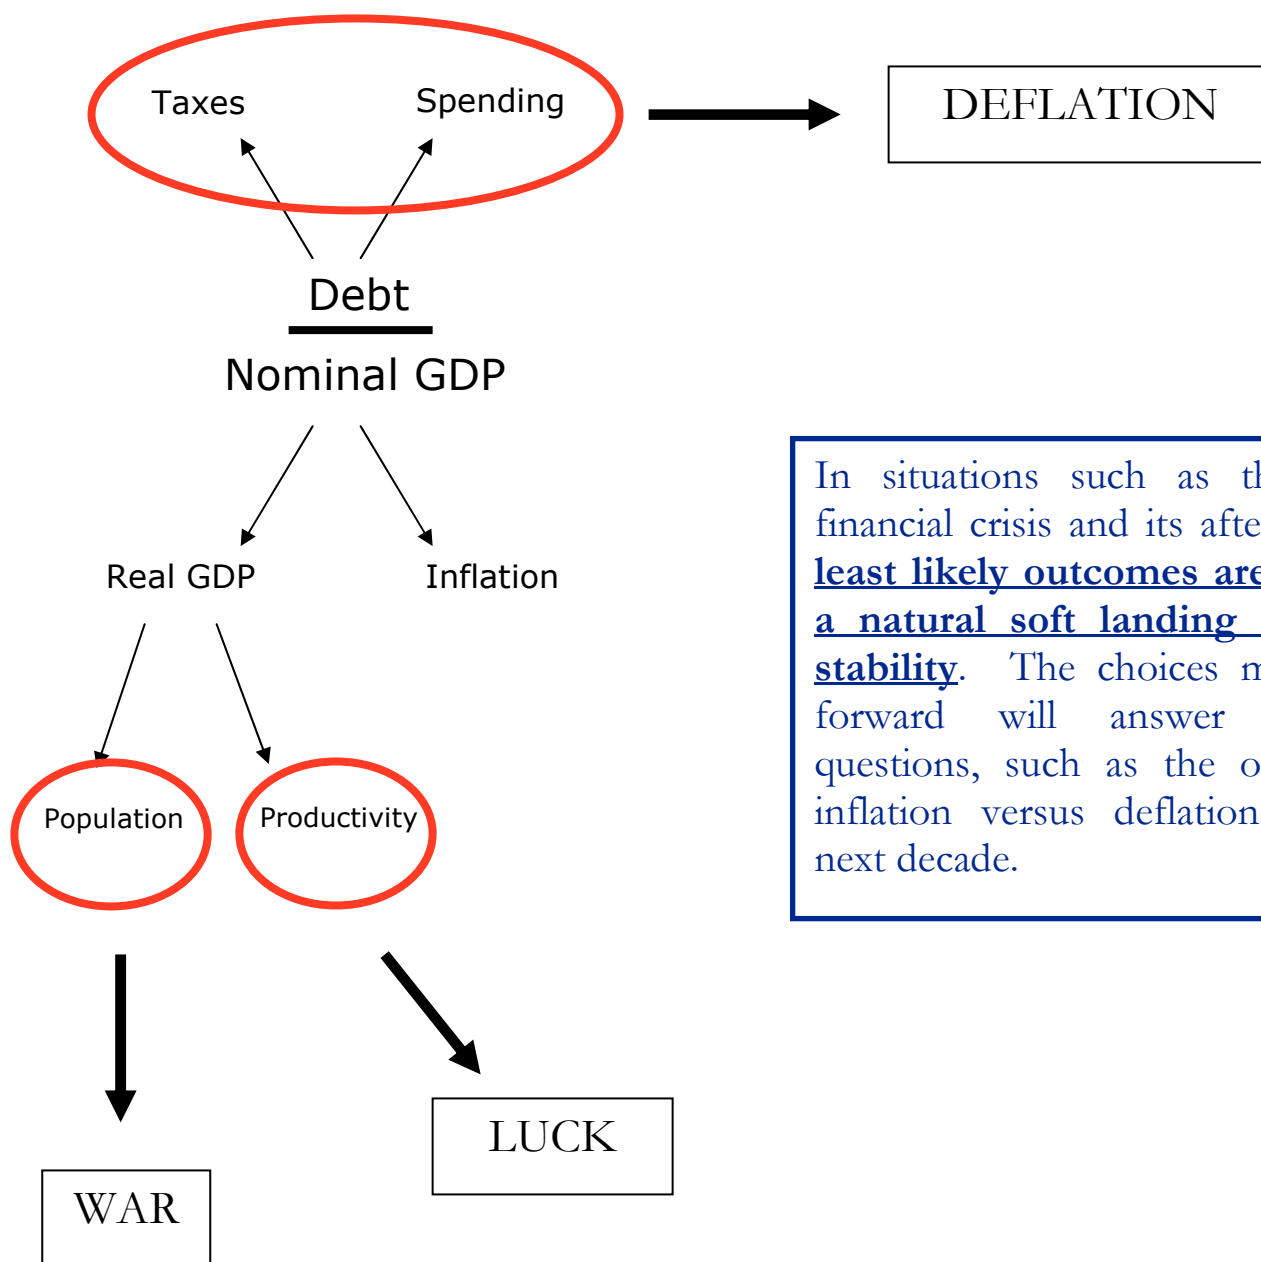 Taxes Spending DEFLATION
Debt
Nominal GDP
Real GDP Inflation
Population Productivity
In situations such as
financial crisis and its
least likely outcomes are
a natural soft landing
stability. The choices
forward will answer
questions, such as the
inflation versus deflation
next decade.
LUCK
WAR